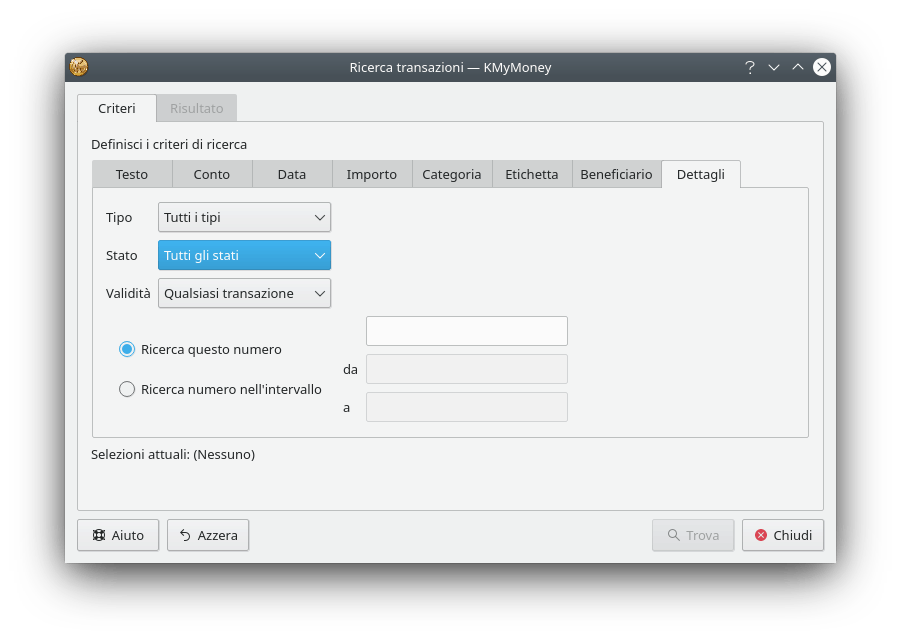 Ricerca transazioni — KMyMoney
Criteri
Risultato
Definisci i criteri di ricerca
Testo
Conto
Data
Importo
Categoria
Etichetta
Beneficiario
Dettagli
Tipo
Tutti i tipi
Stato
Tutti gli stati
Validità
Qualsiasi transazione
Ricerca questo numero
da
Ricerca numero nell'intervallo
a
Selezioni attuali: (Nessuno)
Aiuto
Azzera
Trova
Chiudi